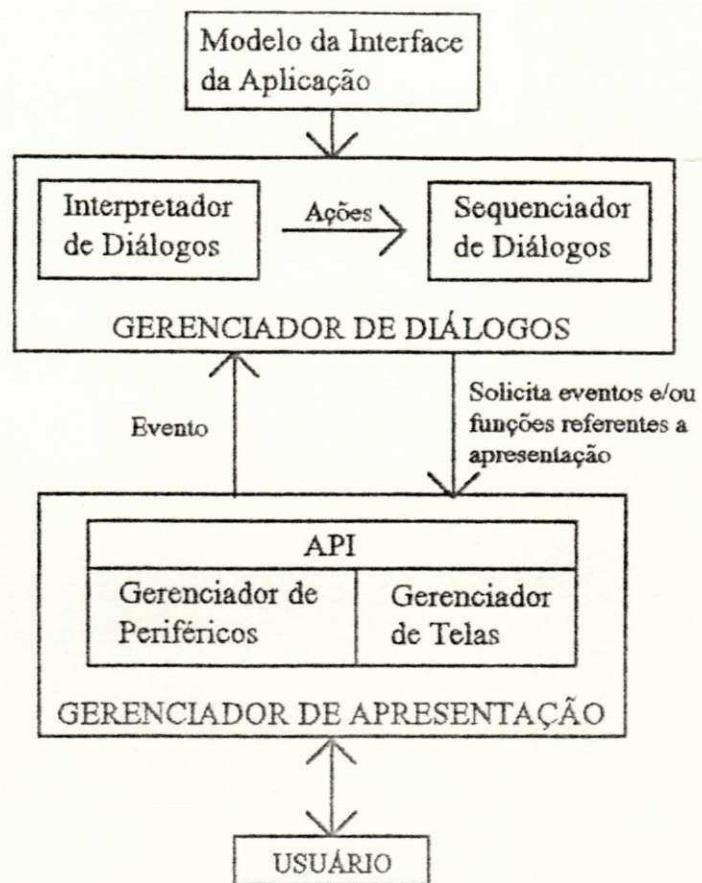 Modelo da Interface
da Aplicação
Interpretador
de Diálogos
Ações
Sequenciador
de Diálogos
GERENCIADOR DE DIÁLOGOS
Evento
Solicita eventos e/ou
funções referentes a
apresentação
API
Gerenciador de
Periféricos
Gerenciador
de Telas
GERENCIADOR DE APRESENTAÇÃO
USUÁRIO